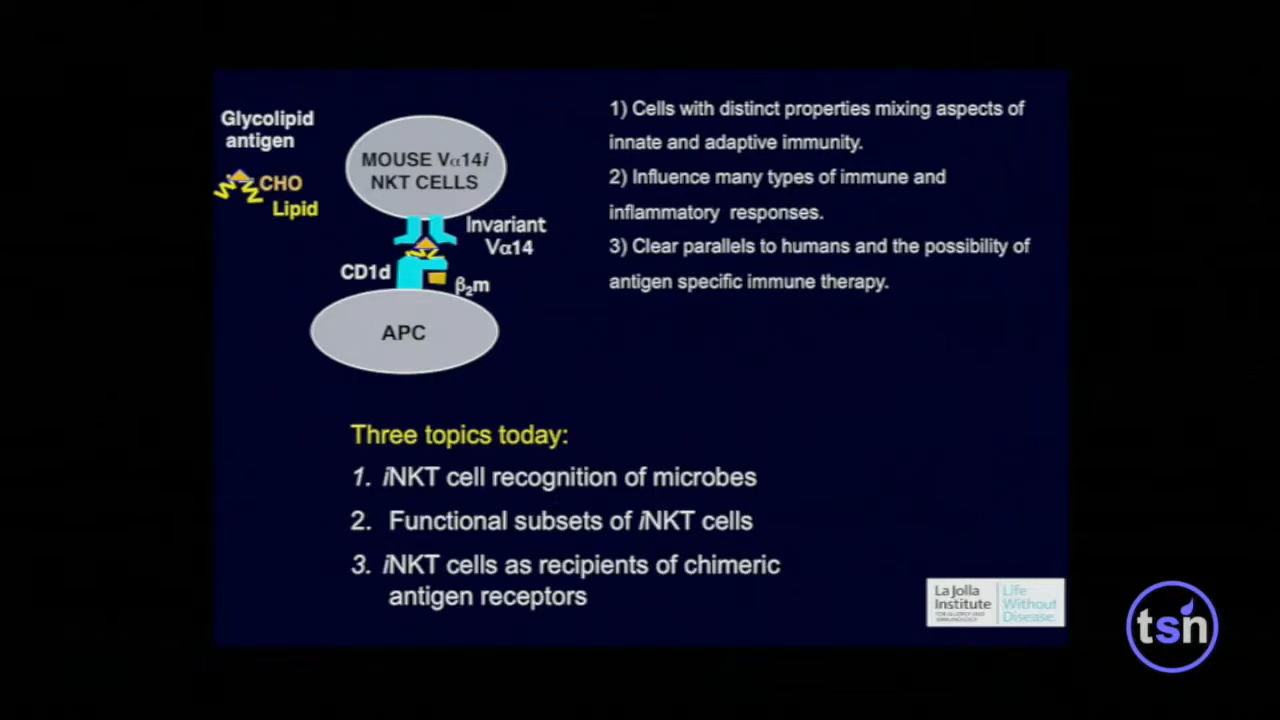 Glycolipid
antigen
CHO
Lipid
MOUSE Vα14i
NKT CELLS
Invariant
Vα14
CD1d
β2m
APC
1) Cells with distinct properties mixing aspects of
innate and adaptive immunity.
2) Influence many types of immune and
inflammatory responses.
3) Clear parallels to humans and the possibility of
antigen specific immune therapy.
Three topics today:
1. iNKT cell recognition of microbes
2. Functional subsets of iNKT cells
3. iNKT cells as recipients of chimeric
antigen receptors
La Jolla
Institute
FOR ALLERGY AND
IMMUNOLOGY
Life
Without
Disease.
tsn